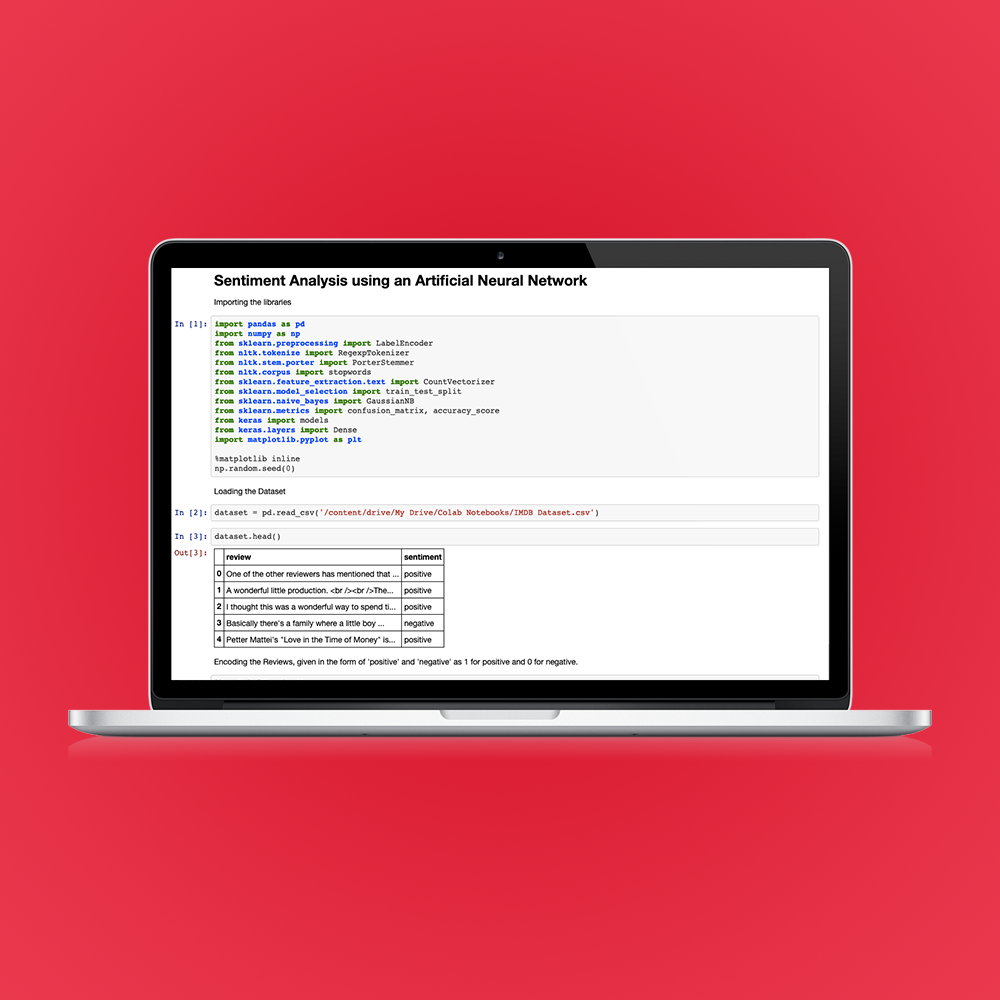 Sentiment Analysis using an Artificial Neural Network
Importing the libraries
In [1]: import pandas as pd
import numpy as np
from sklearn.preprocessing import LabelEncoder
from nltk.tokenize import RegexpTokenizer
from nltk.stem.porter import PorterStemmer
from nltk.corpus import stopwords
from sklearn.feature_extraction.text import CountVectorizer
from sklearn.model_selection import train_test_split
from sklearn.naive_bayes import GaussianNB
from sklearn.metrics import confusion_matrix, accuracy_score
from keras import models
from keras.layers import Dense
import matplotlib.pyplot as plt
%matplotlib inline
np.random.seed(0)
Loading the Dataset
In [2]: dataset = pd.read_csv('/content/drive/My Drive/Colab Notebooks/IMDB Dataset.csv')
In [3]: dataset.head()
Out[3]:
review sentiment
0 One of the other reviewers has mentioned that ... positive
1 A wonderful little production. <br /><br />The... positive
2 I thought this was a wonderful way to spend ti... positive
3 Basically there's a family where a little boy ... negative
4 Petter Mattei's "Love in the Time of Money" is... positive
Encoding the Reviews, given in the form of 'positive' and 'negative' as 1 for positive and 0 for negative.